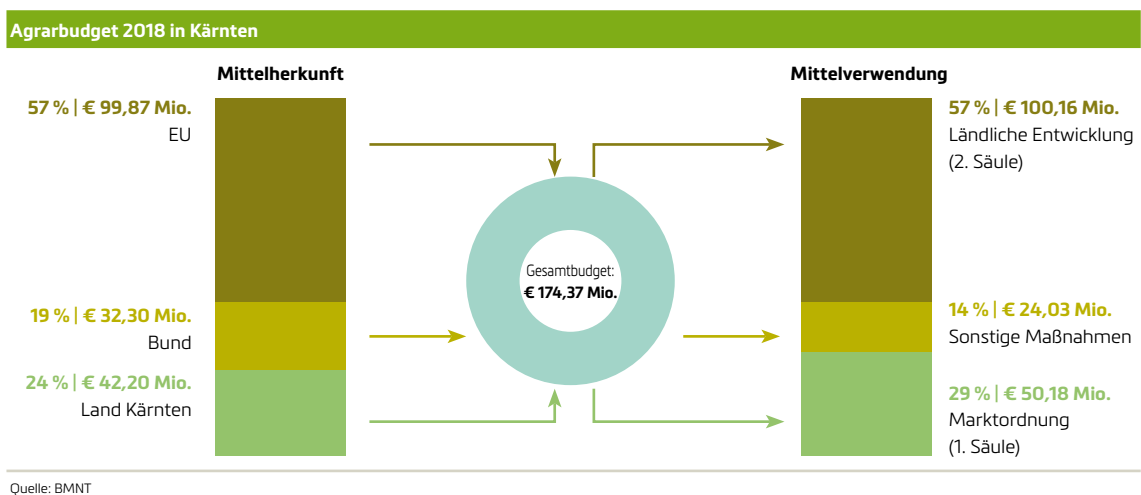 Agrarbudget 2018 in Kärnten
Mittelherkunft
57 % | € 99,87 Mio.
EU
19 % | € 32,30 Mio.
Bund
24 % | € 42,20 Mio.
Land Kärnten
Gesamtbudget:
€ 174,37 Mio.
Mittelverwendung
57 % | € 100,16 Mio.
Ländliche Entwicklung
(2. Säule)
14 % | € 24,03 Mio.
Sonstige Maßnahmen
29 % | € 50,18 Mio.
Marktordnung
(1. Säule)
Quelle: BMNT